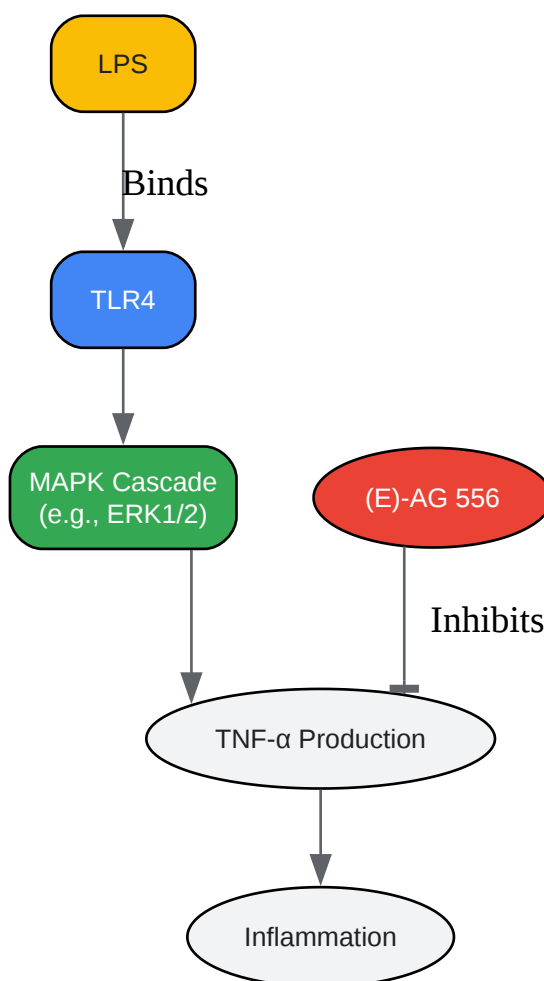 LPS
Binds
TLR4
MAPK Cascade
(e.g., ERK1/2)
(E)-AG 556
Inhibits
TNF-α Production
Inflammation